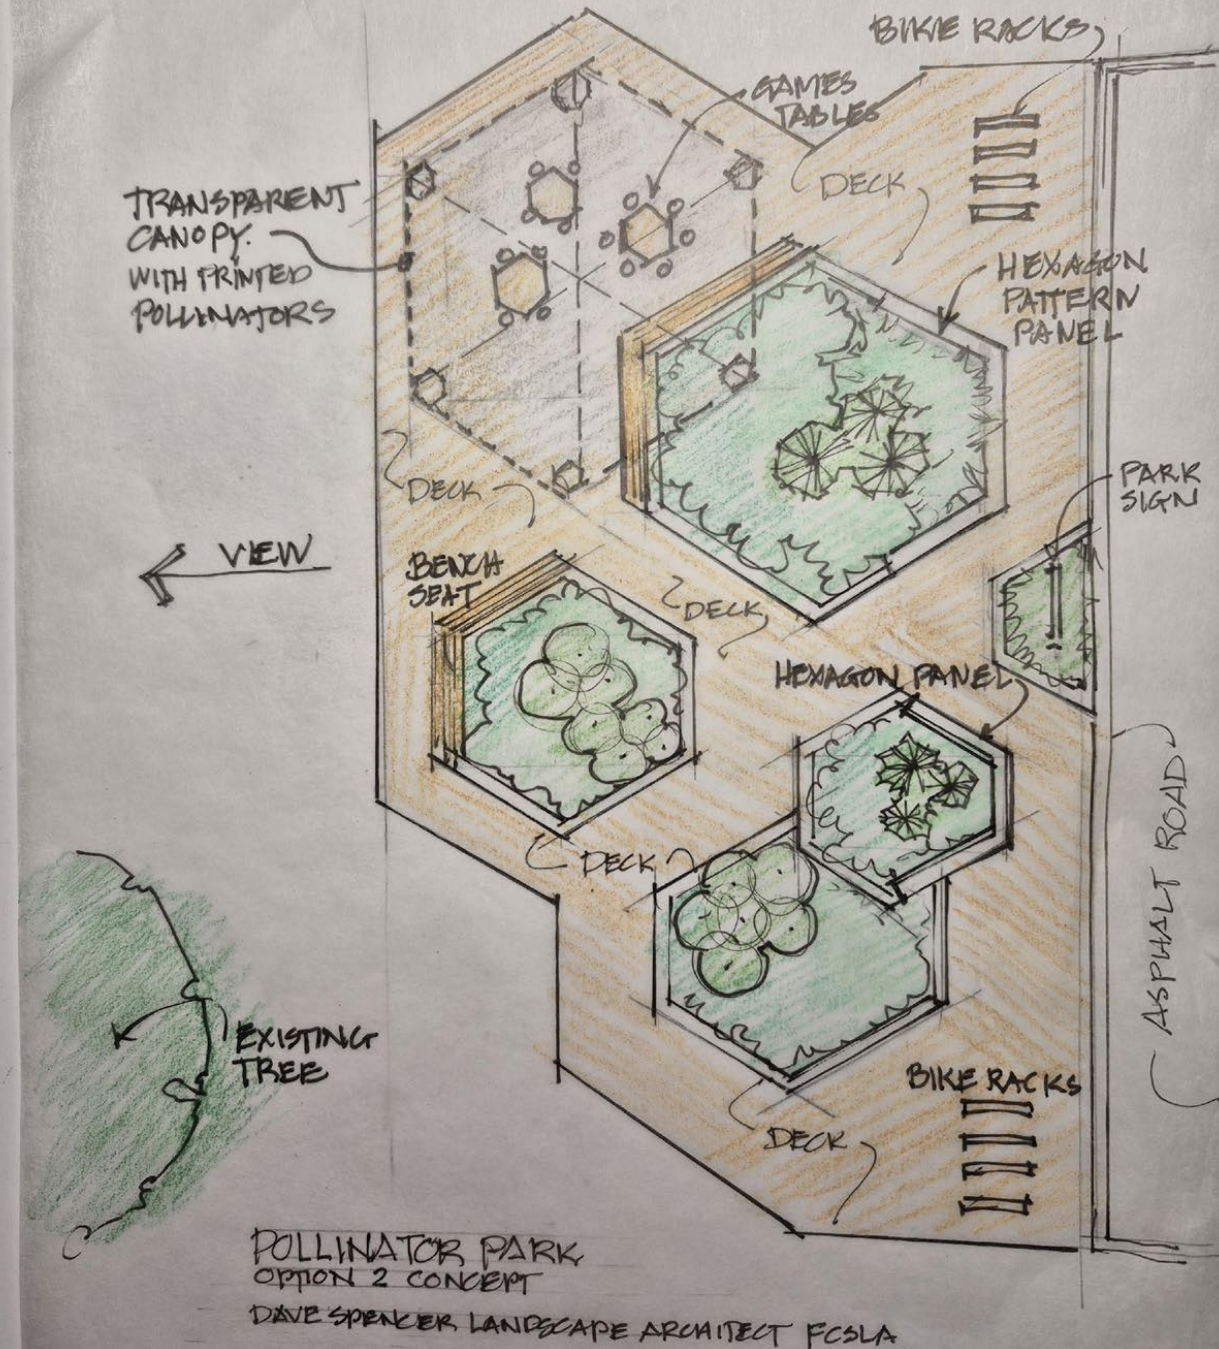 BIKE RACKS
GAMES
TABLES
DECK
TRANSPARENT
CANOPY.
WITH PRINTED
POLLINATORS
HEXAGON
PATTERN
PANEL
DECK
PARK
SIGN
VIEW
BENCH
SEAT
DECK
HEXAGON PANEL
ASPHALT ROAD
DECK
EXISTING
TREE
BIKE RACKS
DECK
POLLINATOR PARK
OPTION 2 CONCEPT
DAVE SPENCER LANDSCAPE ARCHITECT FCSLA